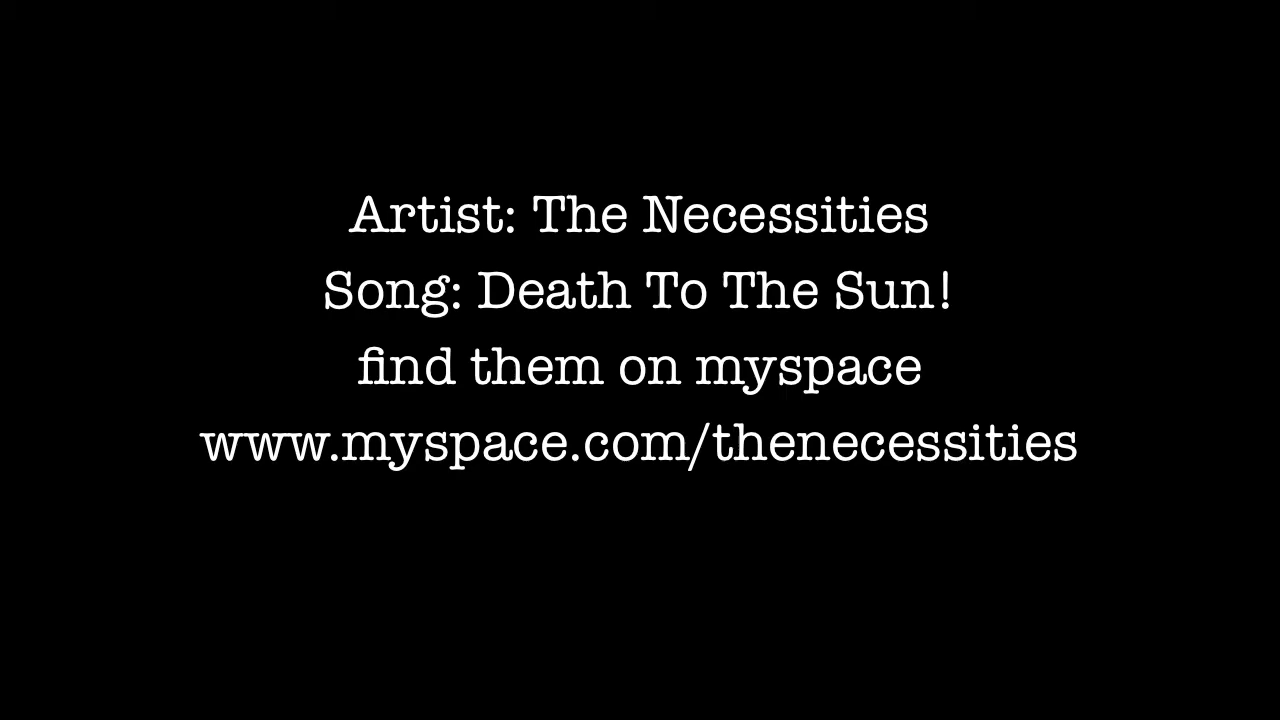 Artist: The Necessities
Song: Death To The Sun!
find them on myspace
www.myspace.com/thenecessities